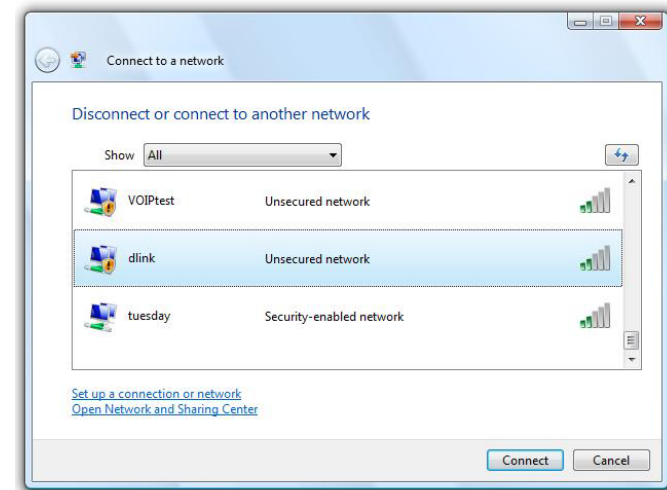 Connect to a network
Disconnect or connect to another network
Show All
VOIPtest Unsecured network
dlink Unsecured network
tuesday Security-enabled network
Set up a connection or network
Open Network and Sharing Center
Connect Cancel